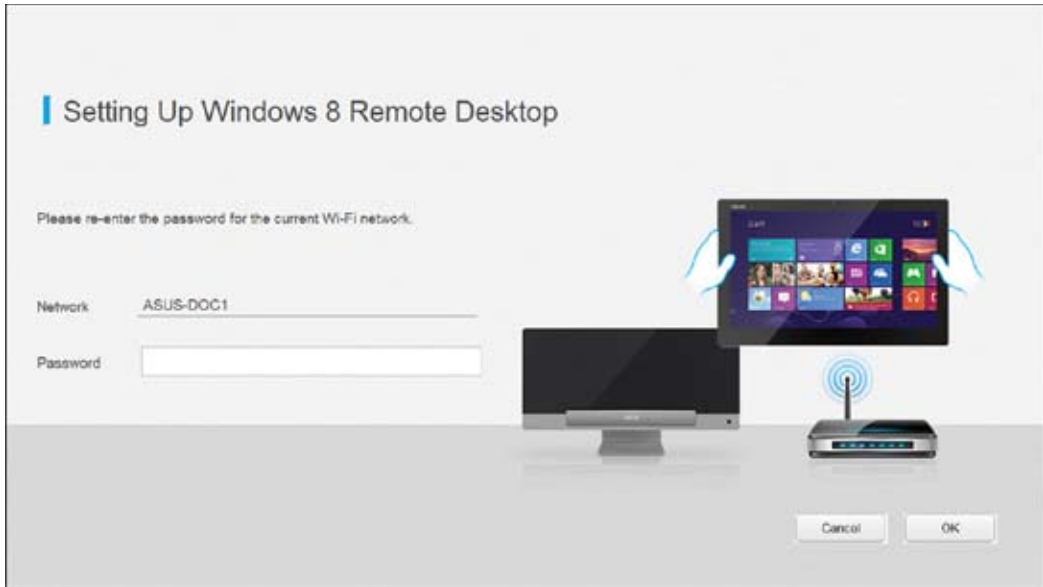 Setting Up Windows 8 Remote Desktop
Please re-enter the password for the current Wi-Fi network.
Network ASUS-DOC1
Password
Start
Cancel OK